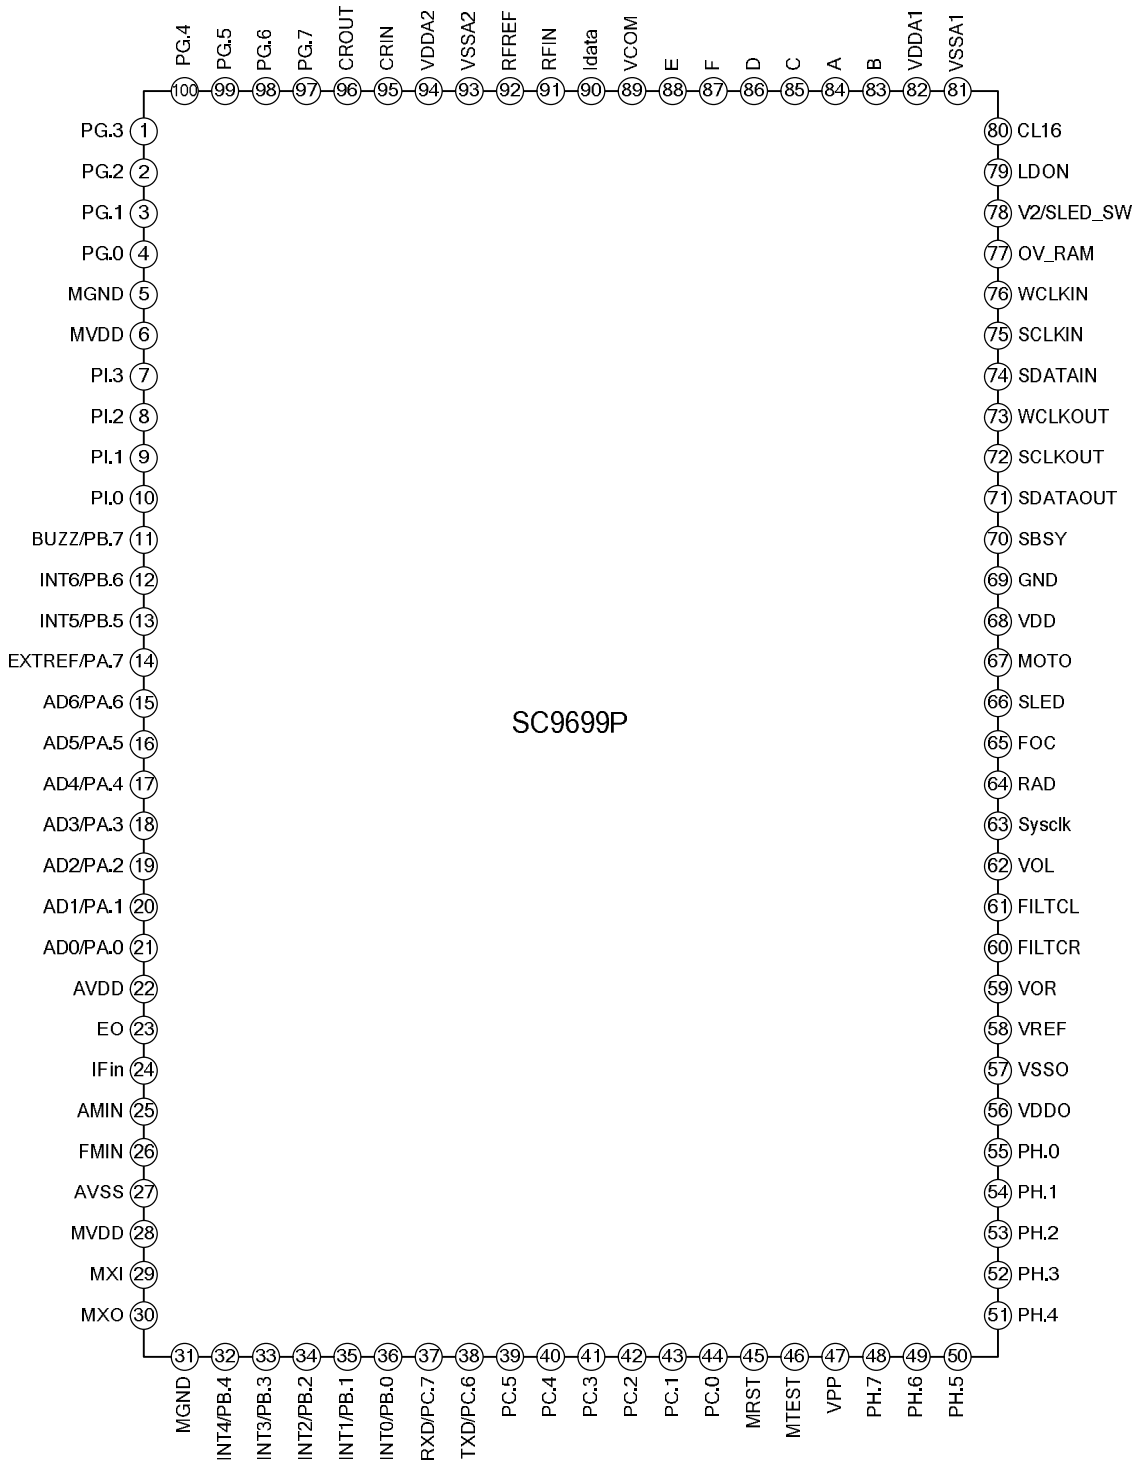 PG.4 PG.5 PG.6 PG.7 CROUT CRIN VDDA2 VSSA2 RFREF RFIN Idata VCOM E F D C A B VDDA1 VSSA1
100 99 98 97 96 95 94 93 92 91 90 89 88 87 86 85 84 83 82 81
PG.3 1 80 CL16
PG.2 2 79 LDON
PG.1 3 78 V2/SLED_SW
PG.0 4 77 OV_RAM
MGND 5 76 WCLKIN
MVDD 6 75 SCLKIN
PI.3 7 74 SDATAIN
PI.2 8 73 WCLKOUT
PI.1 9 72 SCLKOUT
PI.0 10 71 SDATAOUT
BUZZ/PB.7 11 70 SBSY
INT6/PB.6 12 69 GND
INT5/PB.5 13 68 VDD
EXTREF/PA.7 14 67 MOTO
AD6/PA.6 15 66 SLED
SC9699P
AD5/PA.5 16 65 FOC
AD4/PA.4 17 64 RAD
AD3/PA.3 18 63 Sysclk
AD2/PA.2 19 62 VOL
AD1/PA.1 20 61 FILTCL
AD0/PA.0 21 60 FILTCR
AVDD 22 59 VOR
EO 23 58 VREF
IFin 24 57 VSSO
AMIN 25 56 VDDO
FMIN 26 55 PH.0
AVSS 27 54 PH.1
MVDD 28 53 PH.2
MXI 29 52 PH.3
MXO 30 51 PH.4
31 32 33 34 35 36 37 38 39 40 41 42 43 44 45 46 47 48 49 50
MGND INT4/PB.4 INT3/PB.3 INT2/PB.2 INT1/PB.1 INT0/PB.0 RXD/PC.7 TXD/PC.6 PC.5 PC.4 PC.3 PC.2 PC.1 PC.0 MRST MTEST VPP PH.7 PH.6 PH.5